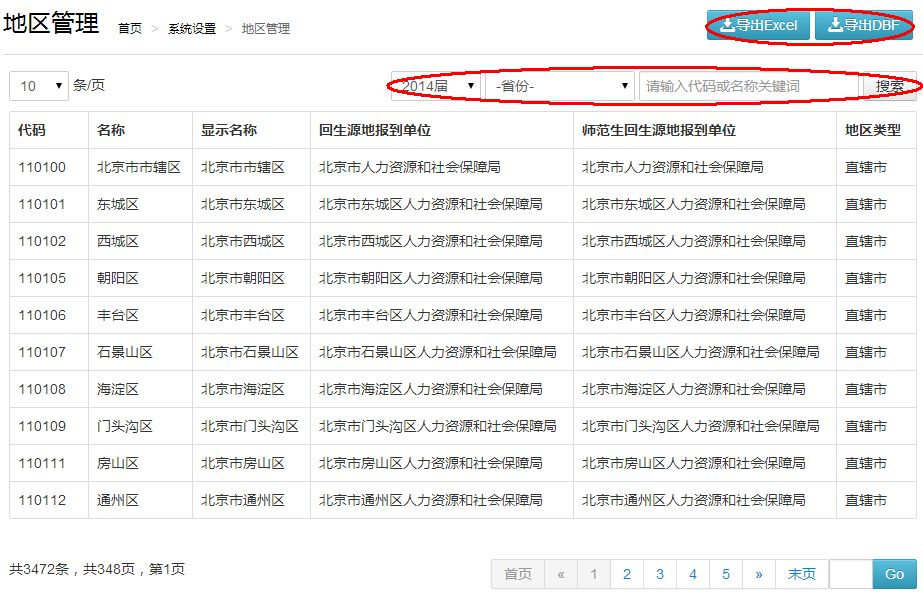 地区管理 首页 > 系统设置 > 地区管理 导出Excel 导出DBF
10 条/页 2014届 -省份- 请输入代码或名称关键词 搜索
代码 名称 显示名称 回生源地报到单位 师范生回生源地报到单位 地区类型
110100 北京市市辖区 北京市市辖区 北京市人力资源和社会保障局 北京市人力资源和社会保障局 直辖市
110101 东城区 北京市东城区 北京市东城区人力资源和社会保障局 北京市东城区人力资源和社会保障局 直辖市
110102 西城区 北京市西城区 北京市西城区人力资源和社会保障局 北京市西城区人力资源和社会保障局 直辖市
110105 朝阳区 北京市朝阳区 北京市朝阳区人力资源和社会保障局 北京市朝阳区人力资源和社会保障局 直辖市
110106 丰台区 北京市丰台区 北京市丰台区人力资源和社会保障局 北京市丰台区人力资源和社会保障局 直辖市
110107 石景山区 北京市石景山区 北京市石景山区人力资源和社会保障局 北京市石景山区人力资源和社会保障局 直辖市
110108 海淀区 北京市海淀区 北京市海淀区人力资源和社会保障局 北京市海淀区人力资源和社会保障局 直辖市
110109 门头沟区 北京市门头沟区 北京市门头沟区人力资源和社会保障局 北京市门头沟区人力资源和社会保障局 直辖市
110111 房山区 北京市房山区 北京市房山区人力资源和社会保障局 北京市房山区人力资源和社会保障局 直辖市
110112 通州区 北京市通州区 北京市通州区人力资源和社会保障局 北京市通州区人力资源和社会保障局 直辖市
共3472条，共348页，第1页 首页 « 1 2 3 4 5 » 末页 Go